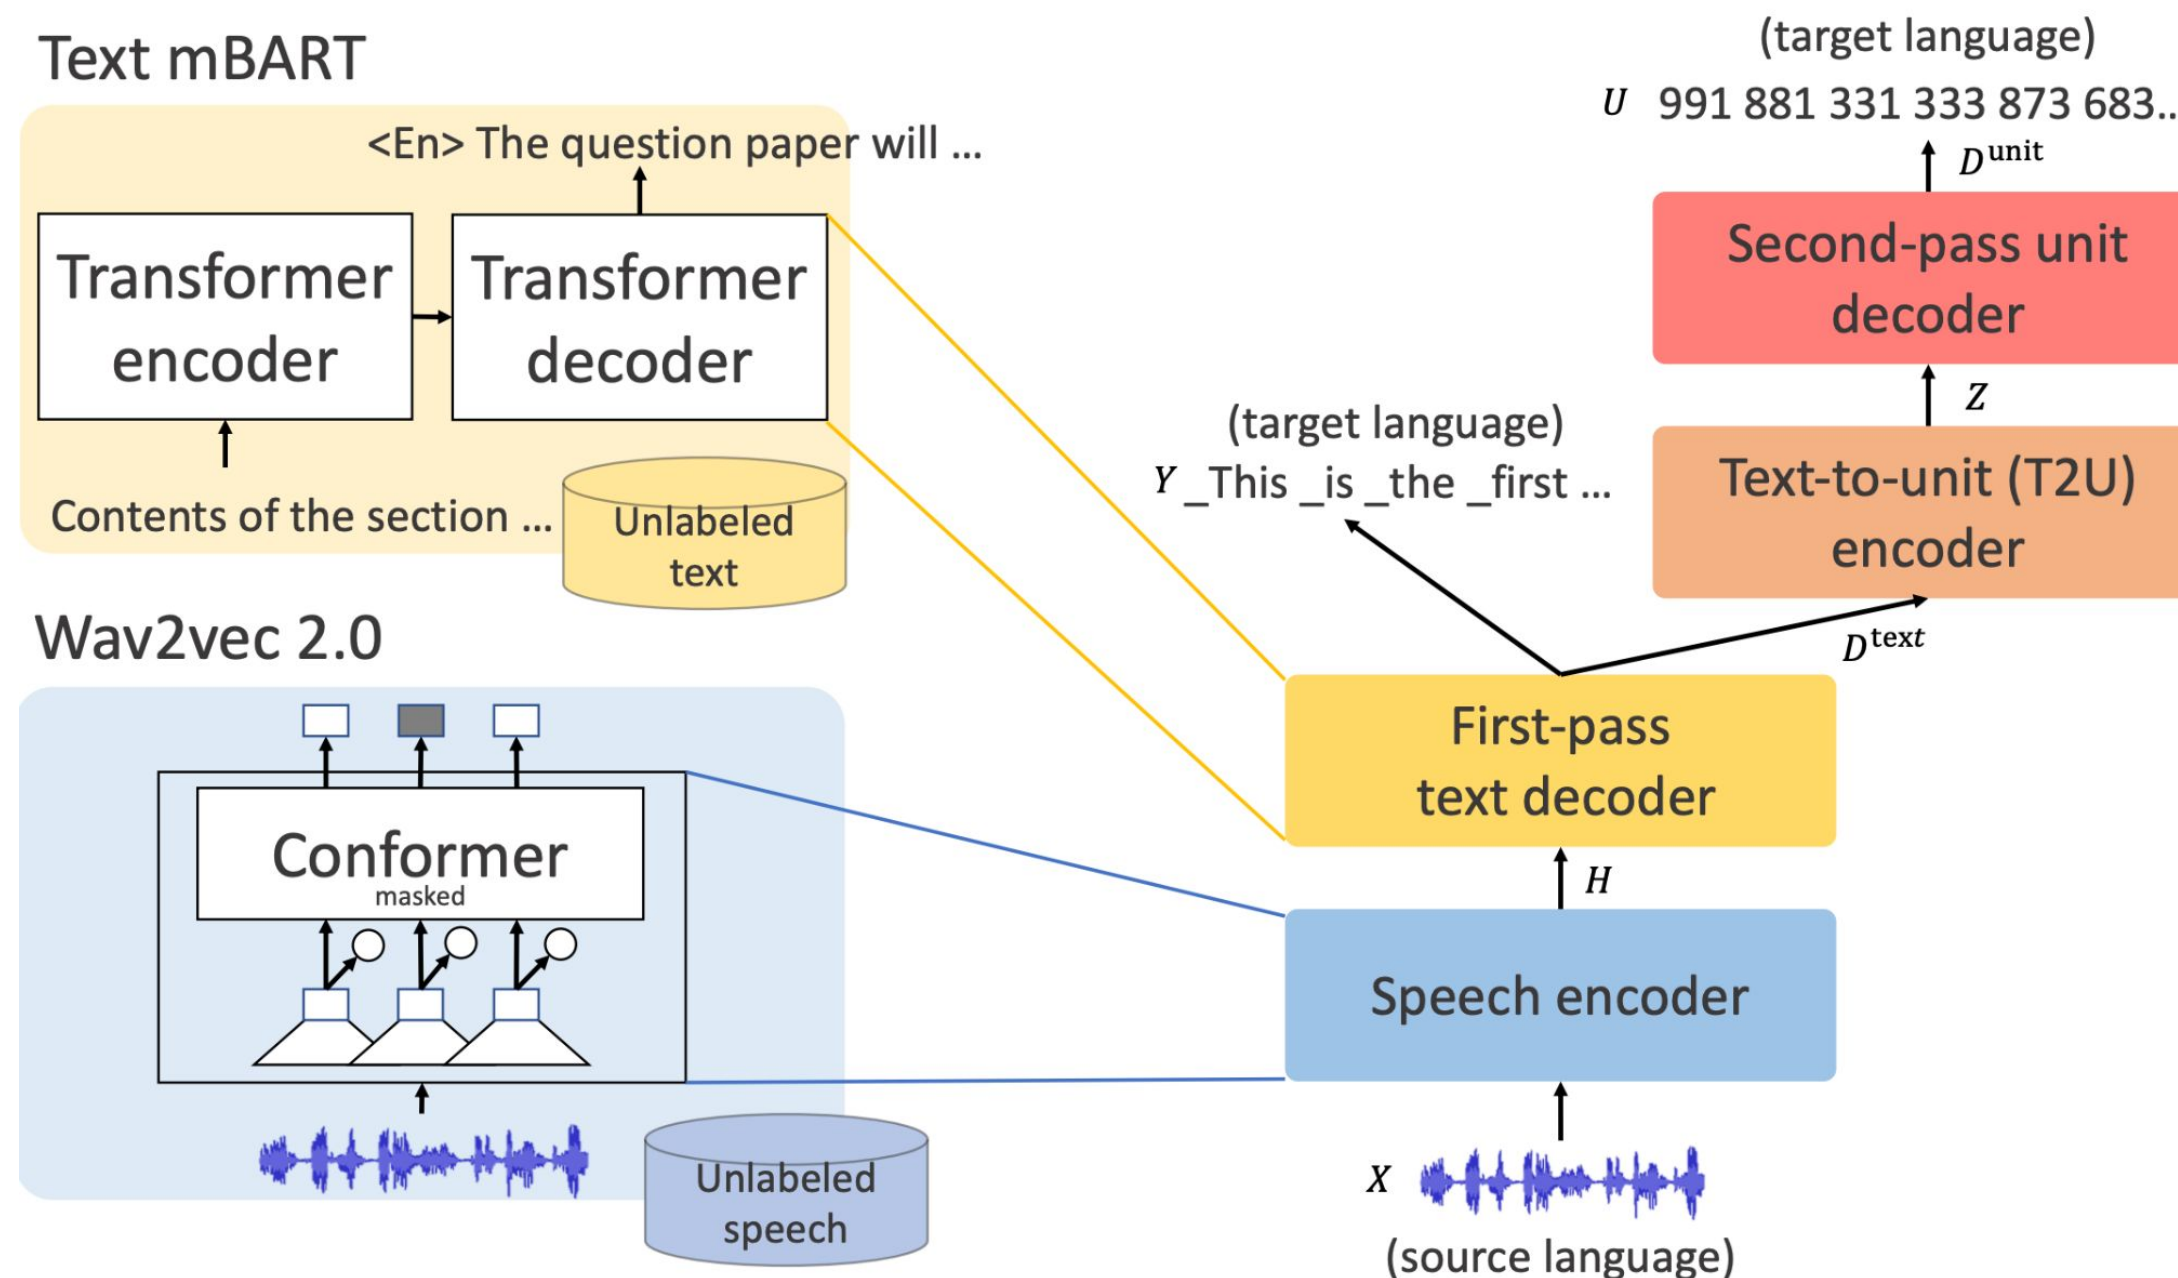 Text mBART
<En> The question paper will ...
Transformer
encoder
Transformer
decoder
Contents of the section ...
Unlabeled
text
Wav2vec 2.0
Conformer
masked
Unlabeled
speech
(target language)
U 991 881 331 333 873 683..
D^unit
Second-pass unit
decoder
Z
Text-to-unit (T2U)
encoder
(target language)
Y _This _is _the _first ...
D^text
First-pass
text decoder
H
Speech encoder
X
(source language)